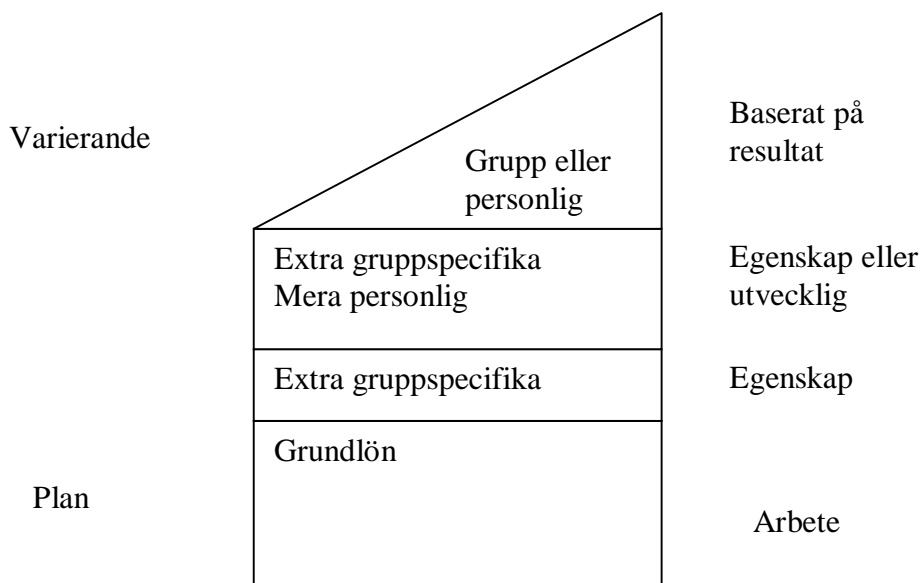 Varierande
Baserat på
resultat
Grupp eller
personlig
Extra gruppspecifika
Mera personlig
Egenskap eller
utvecklig
Extra gruppspecifika
Egenskap
Grundlön
Plan
Arbete